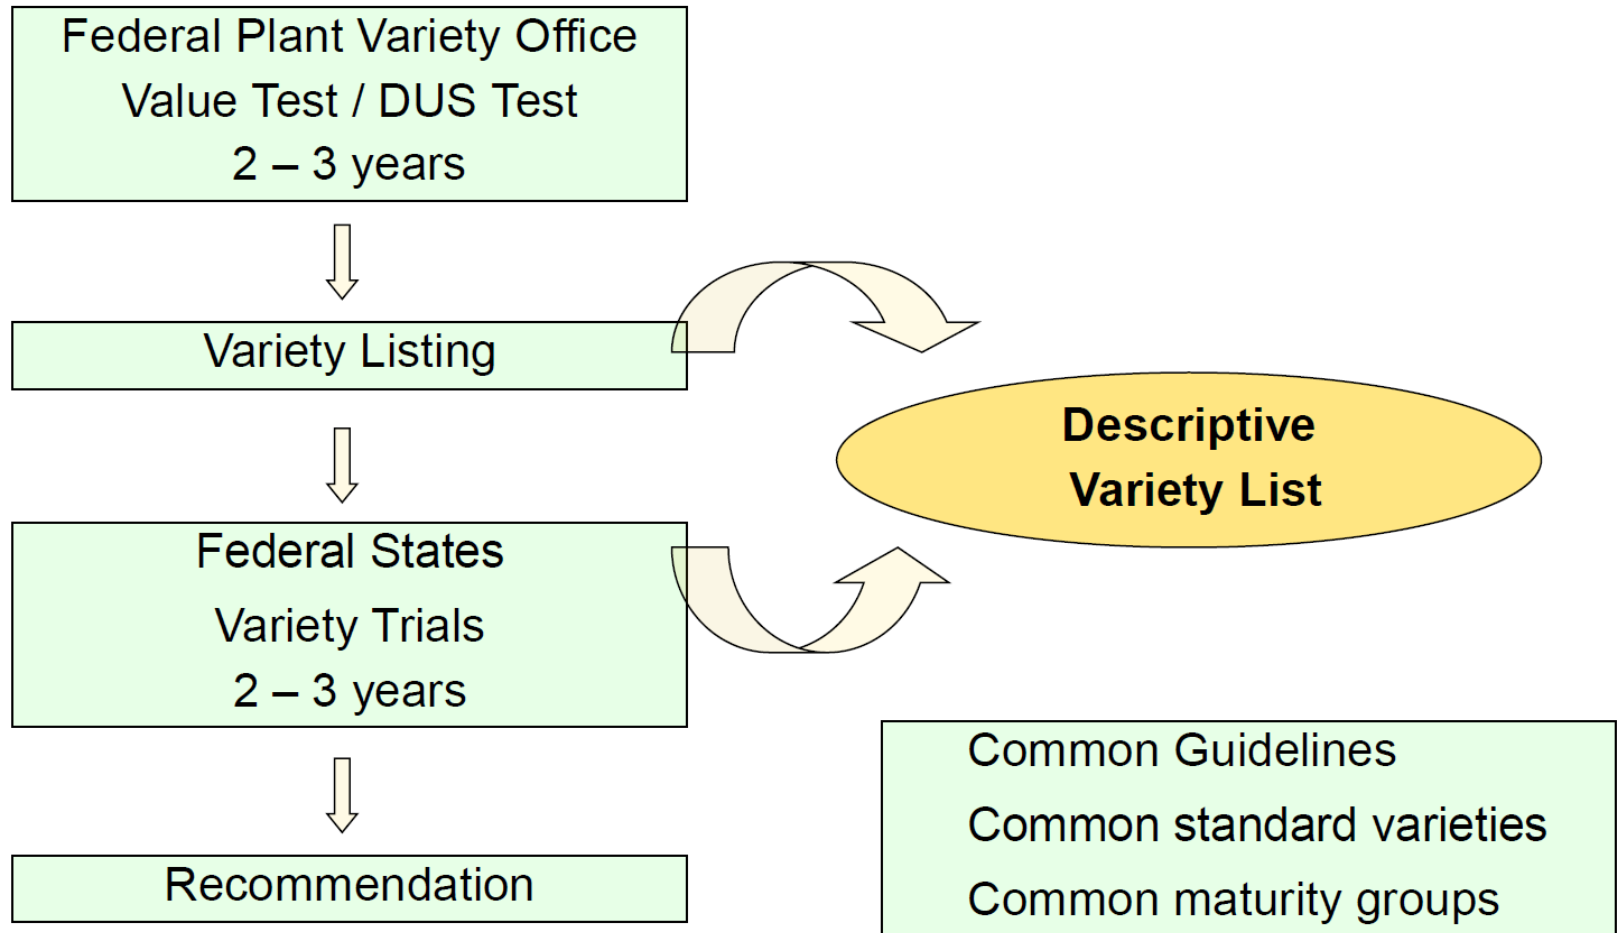 Federal Plant Variety Office
Value Test / DUS Test
2 – 3 years
Variety Listing
Descriptive
Variety List
Federal States
Variety Trials
2 – 3 years
Recommendation
Common Guidelines
Common standard varieties
Common maturity groups